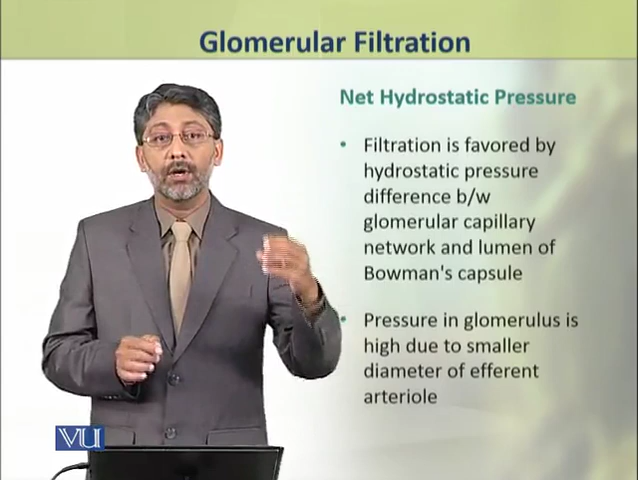 Glomerular Filtration
Net Hydrostatic Pressure
• Filtration is favored by
hydrostatic pressure
difference b/w
glomerular capillary
network and lumen of
Bowman's capsule
• Pressure in glomerulus is
high due to smaller
diameter of efferent
arteriole
VU